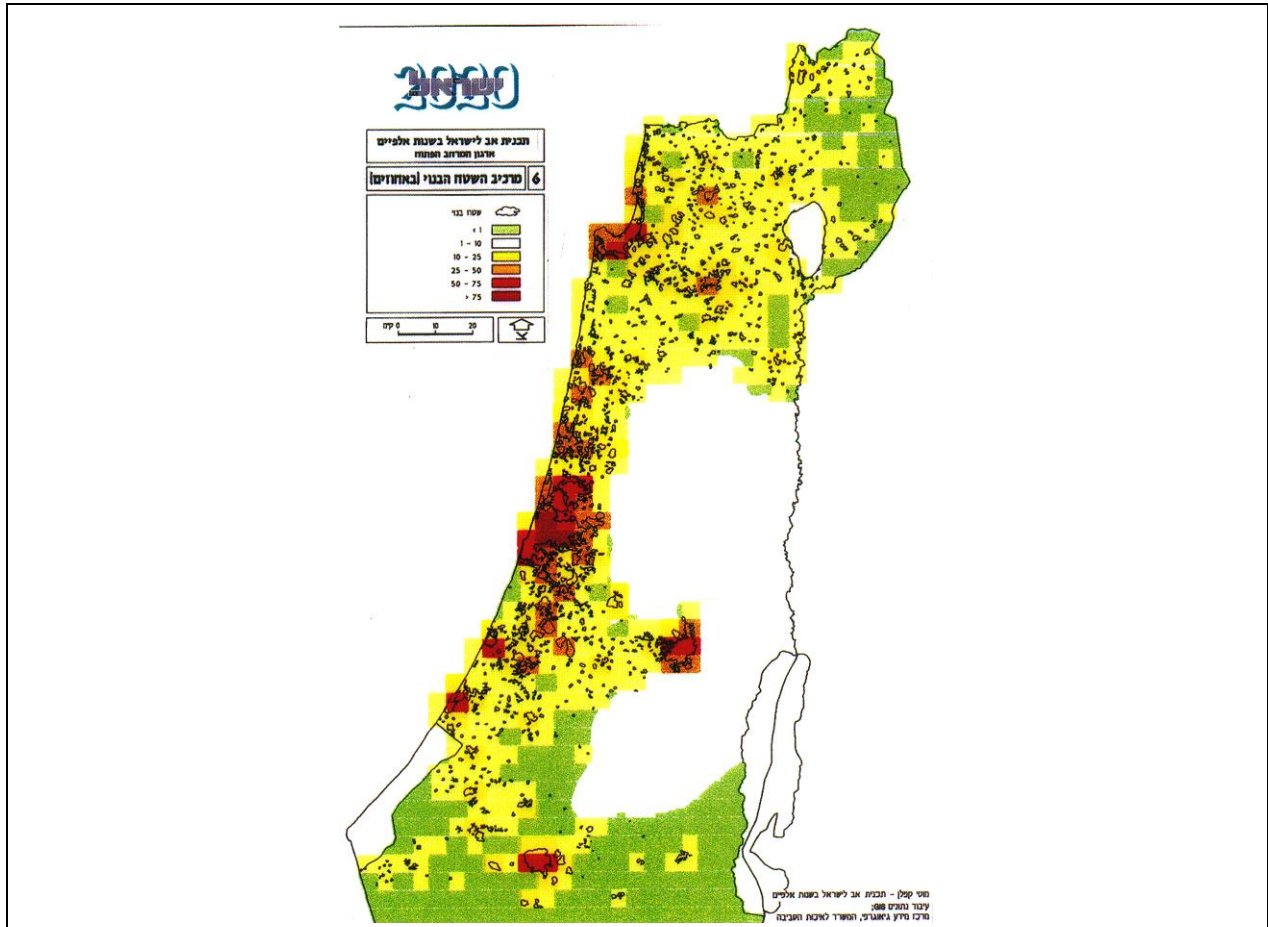 ישראל 2020
תכנית אב לישראל בשנות אלפיים
ארגון המרחב הפתוח
6 מרכיב השטח הבנוי (באחוזים)
שטח בנוי
< 1
1 - 10
10 - 25
25 - 50
50 - 75
> 75
0 10 20 ק"מ
מוטי קפלן - תכנית אב לישראל בשנות אלפיים
עיבוד נתונים GIS:
מרכז מידע גיאוגרפי, המשרד לאיכות הסביבה